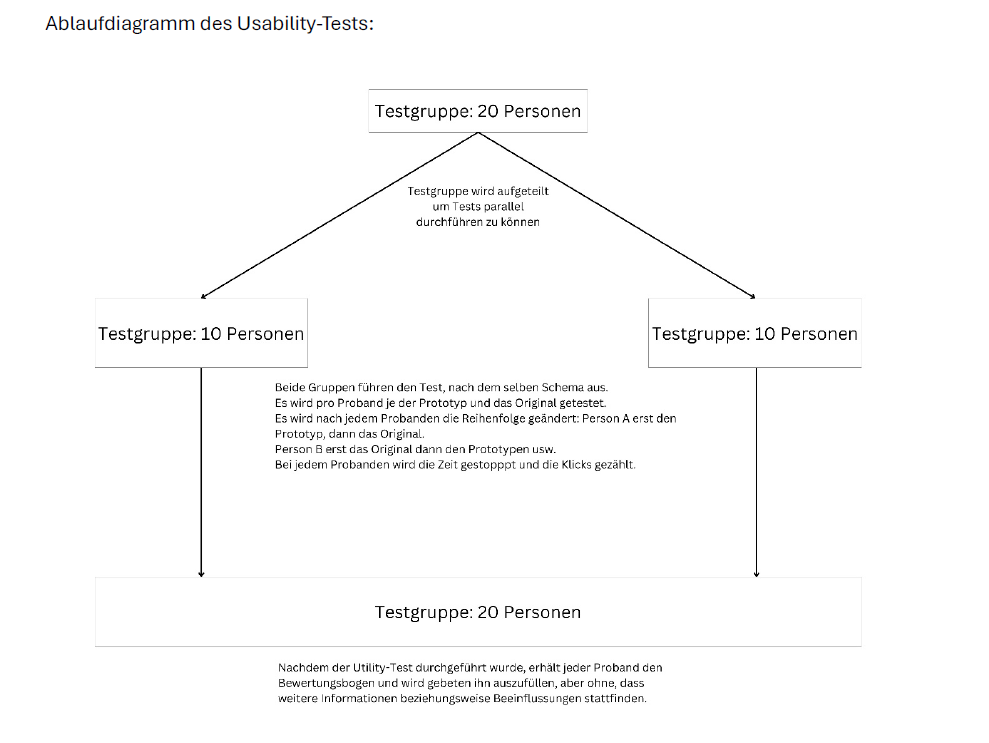 Ablaufdiagramm des Usability-Tests:
Testgruppe: 20 Personen
Testgruppe wird aufgeteilt
um Tests parallel
durchführen zu können
Testgruppe: 10 Personen
Testgruppe: 10 Personen
Beide Gruppen führen den Test, nach dem selben Schema aus.
Es wird pro Proband je der Prototyp und das Original getestet.
Es wird nach jedem Probanden die Reihenfolge geändert: Person A erst den
Prototyp, dann das Original.
Person B erst das Original dann den Prototypen usw.
Bei jedem Probanden wird die Zeit gestopppt und die Klicks gezählt.
Testgruppe: 20 Personen
Nachdem der Utility-Test durchgeführt wurde, erhält jeder Proband den
Bewertungsbogen und wird gebeten ihn auszufüllen, aber ohne, dass
weitere Informationen beziehungsweise Beeinflussungen stattfinden.